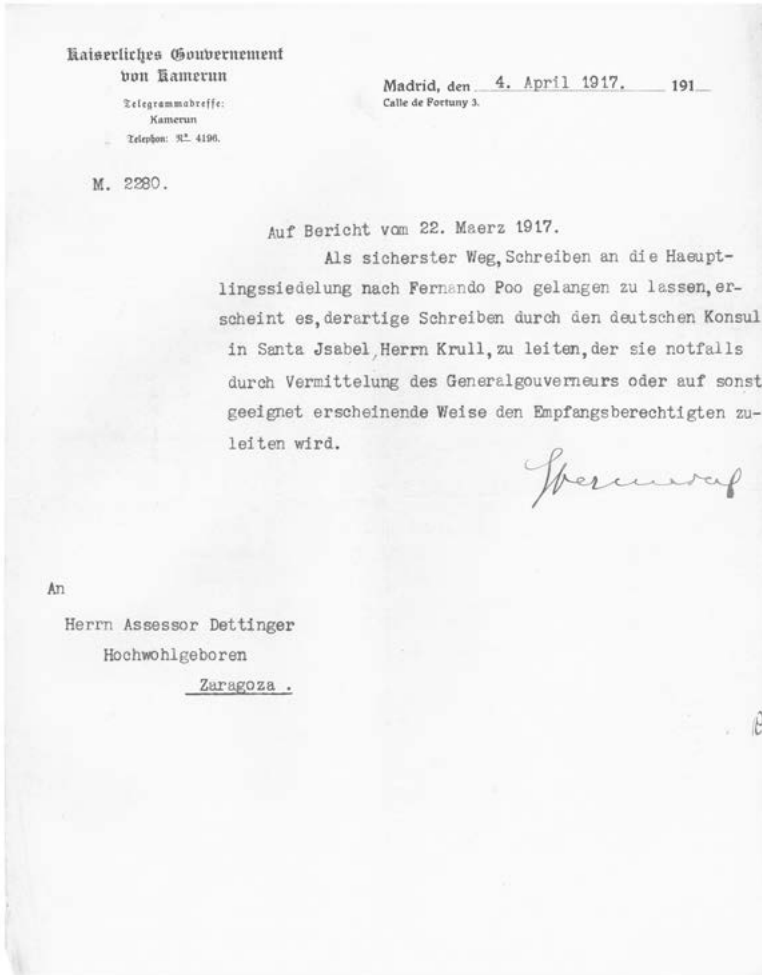 Kaiserliches Gouvernement
von Kamerun
Telegrammadresse:
Kamerun
Telephon: No. 4196.
Madrid, den 4. April 1917. 191
Calle de Fortuny 3.
M. 2280.
Auf Bericht vom 22. Maerz 1917.
Als sicherster Weg, Schreiben an die Haeupt-
lingssiedelung nach Fernando Poo gelangen zu lassen, er-
scheint es, derartige Schreiben durch den deutschen Konsul
in Santa Jsabel, Herrn Krull, zu leiten, der sie notfalls
durch Vermittelung des Generalgouverneurs oder auf sonst
geeignet erscheinende Weise den Empfangsberechtigten zu-
leiten wird.
An
Herrn Assessor Dettinger
Hochwohlgeboren
Zaragoza .